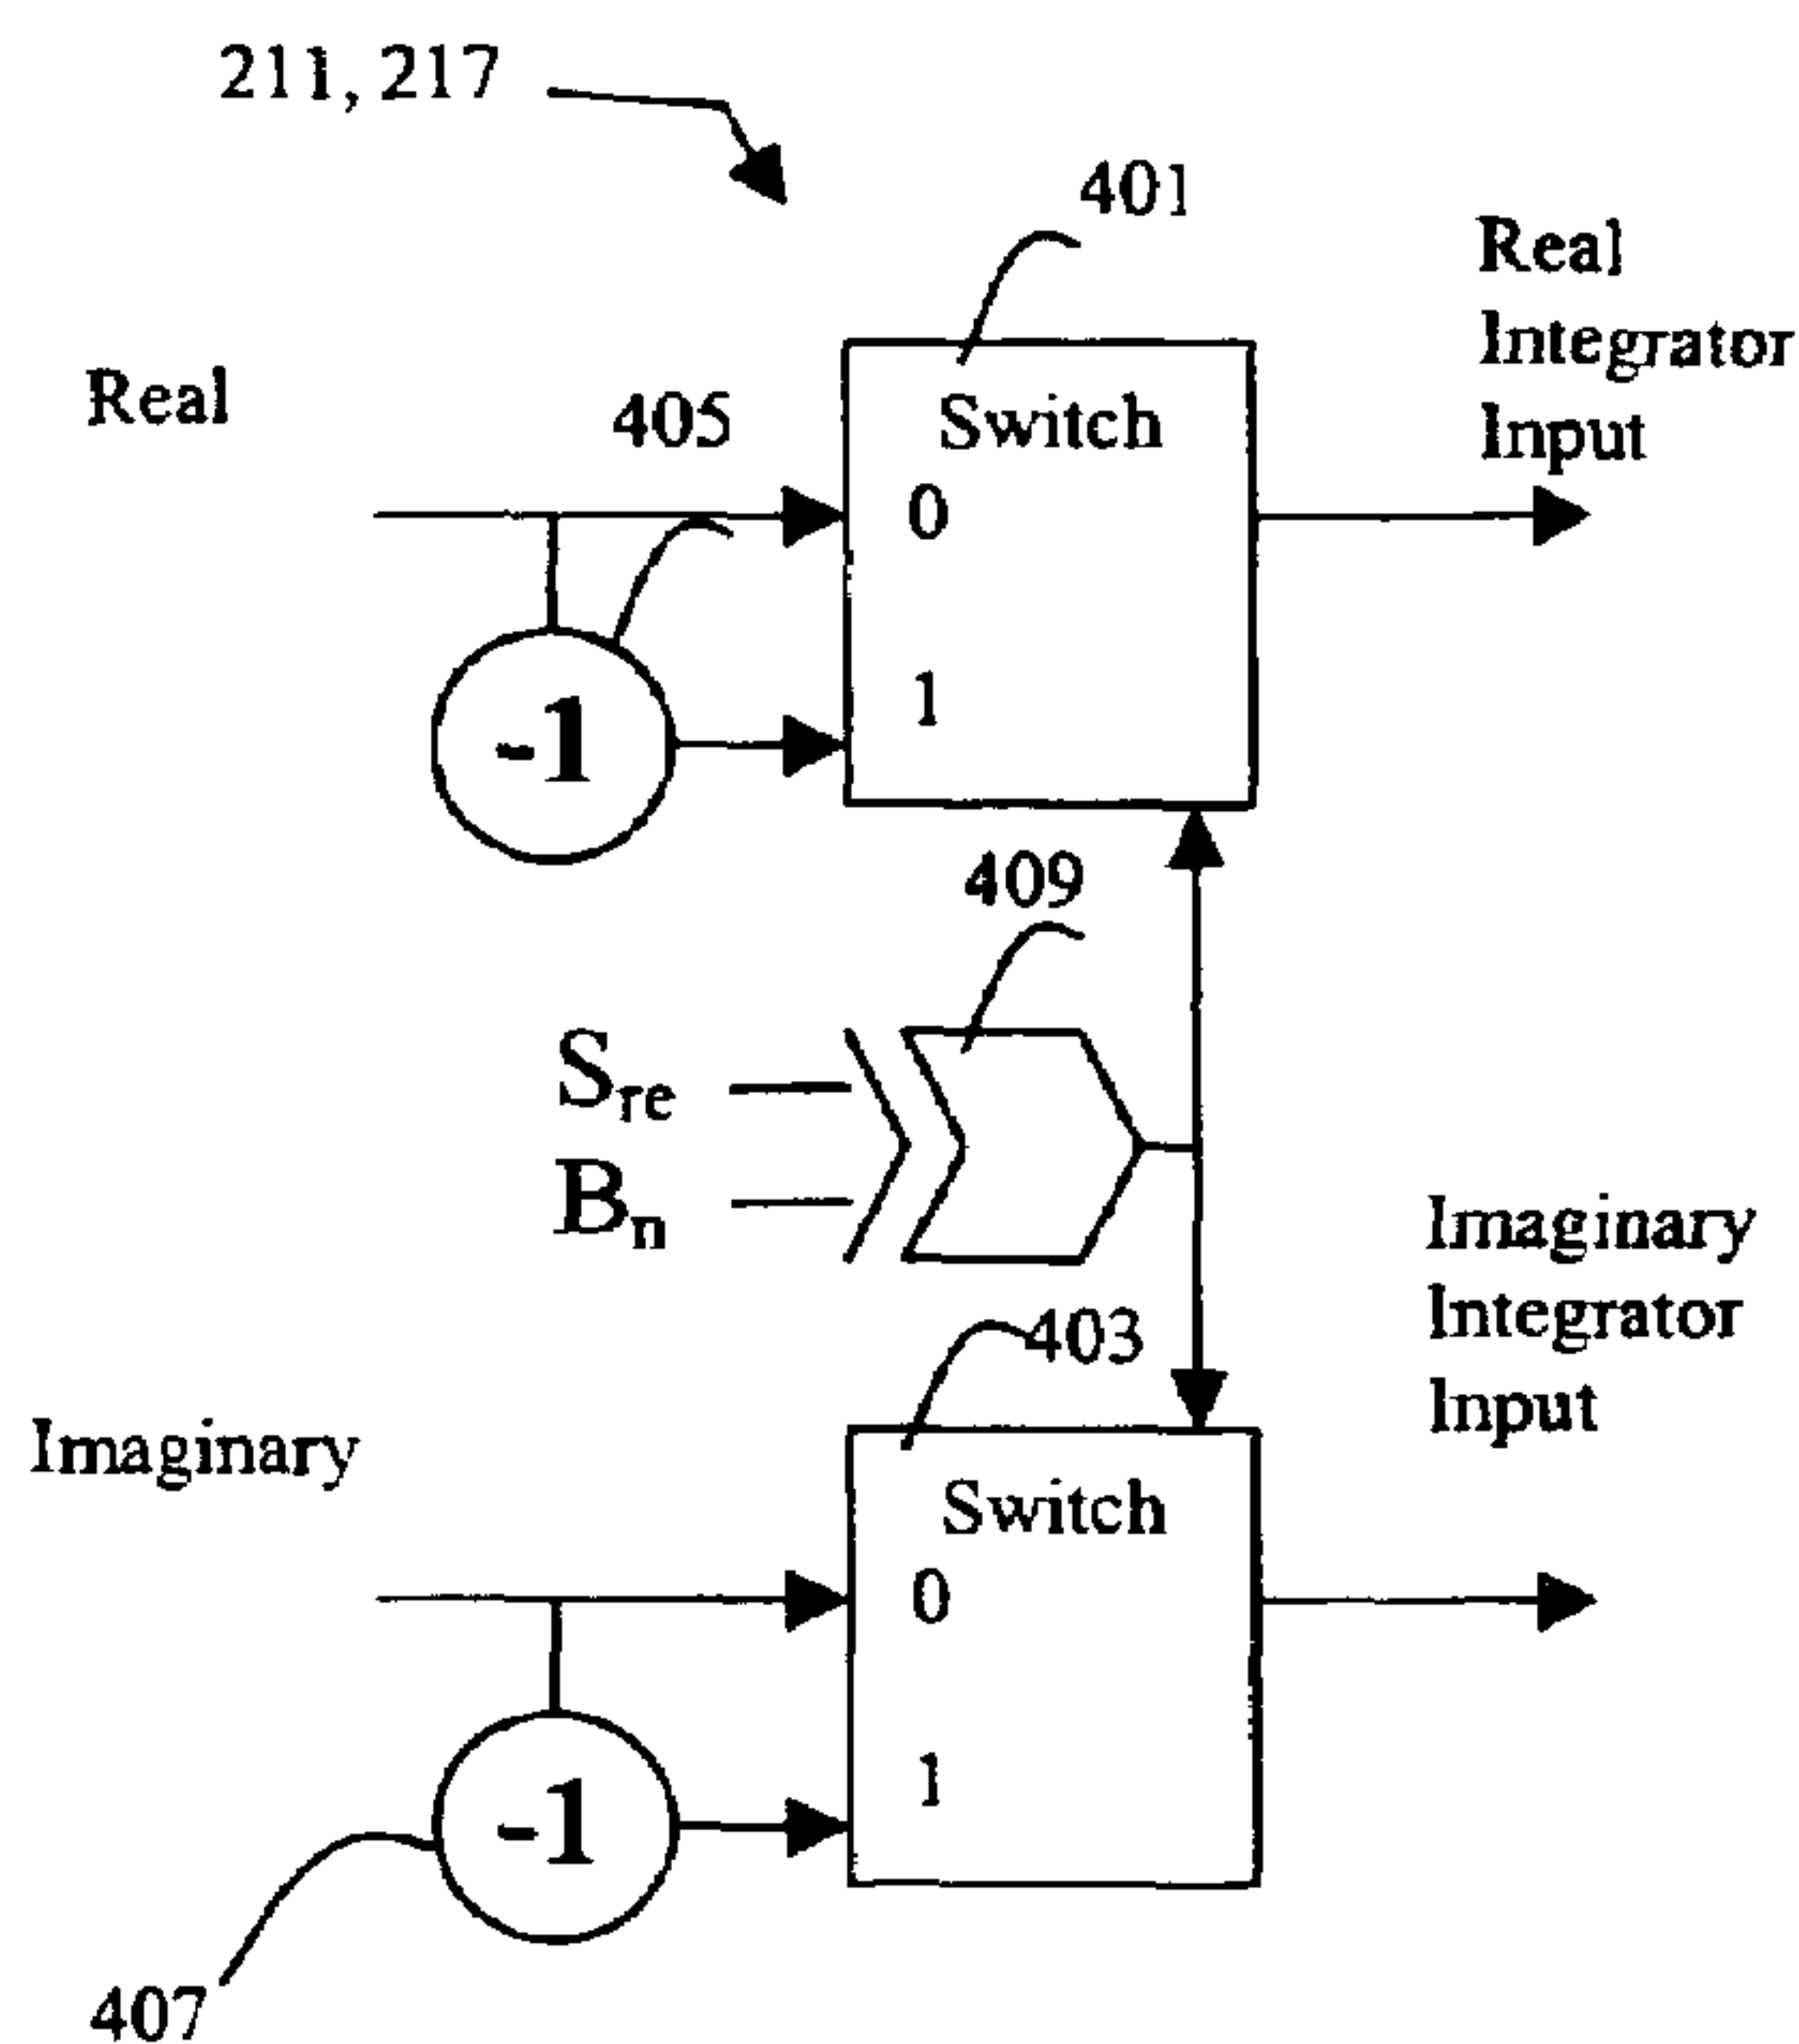 211, 217
401
Real
Integrator
Input
Real
405
Switch
0
1
-1
409
Sre
Bn
403
Imaginary
Integrator
Input
Imaginary
Switch
0
1
-1
407